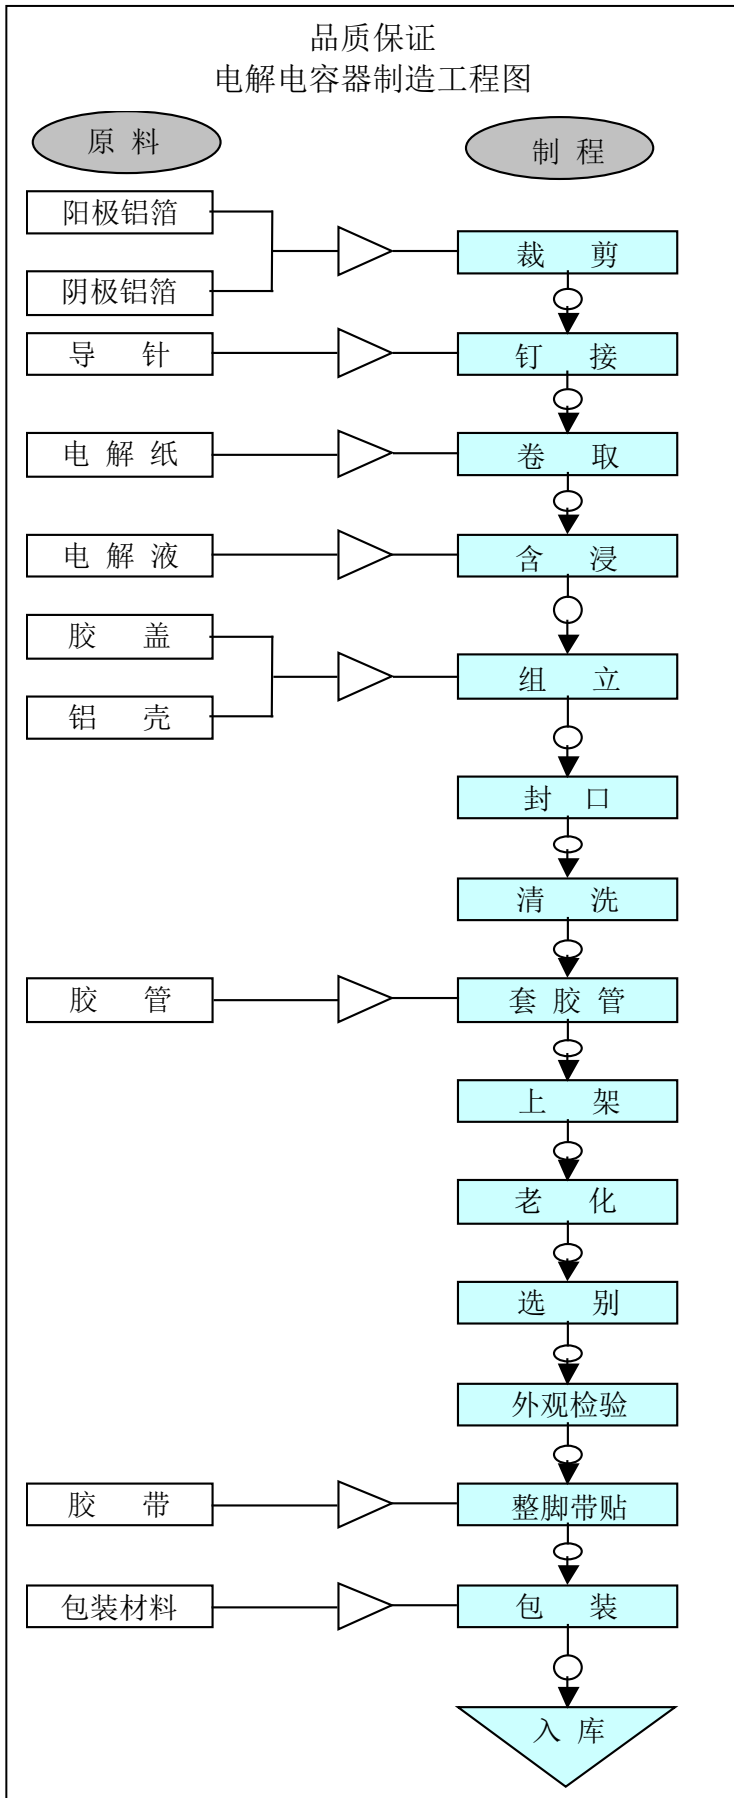 品质保证
电解电容器制造工程图
原 料
制 程
阳极铝箔
裁 剪
阴极铝箔
导 针
钉 接
电 解 纸
卷 取
电 解 液
含 浸
胶 盖
组 立
铝 壳
封 口
清 洗
胶 管
套 胶 管
上 架
老 化
选 别
外观检验
胶 带
整脚带贴
包装材料
包 装
入 库